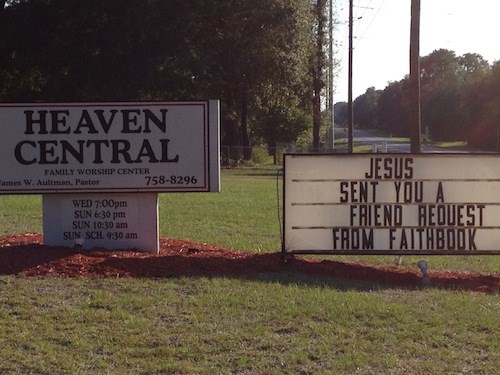 HEAVEN
CENTRAL
FAMILY WORSHIP CENTER
James W. Aultman, Pastor 758-8296
WED 7:00pm
SUN 6:30 pm
SUN 10:30 am
SUN SCH. 9:30 am
JESUS
SENT YOU A
FRIEND REQUEST
FROM FAITHBOOK